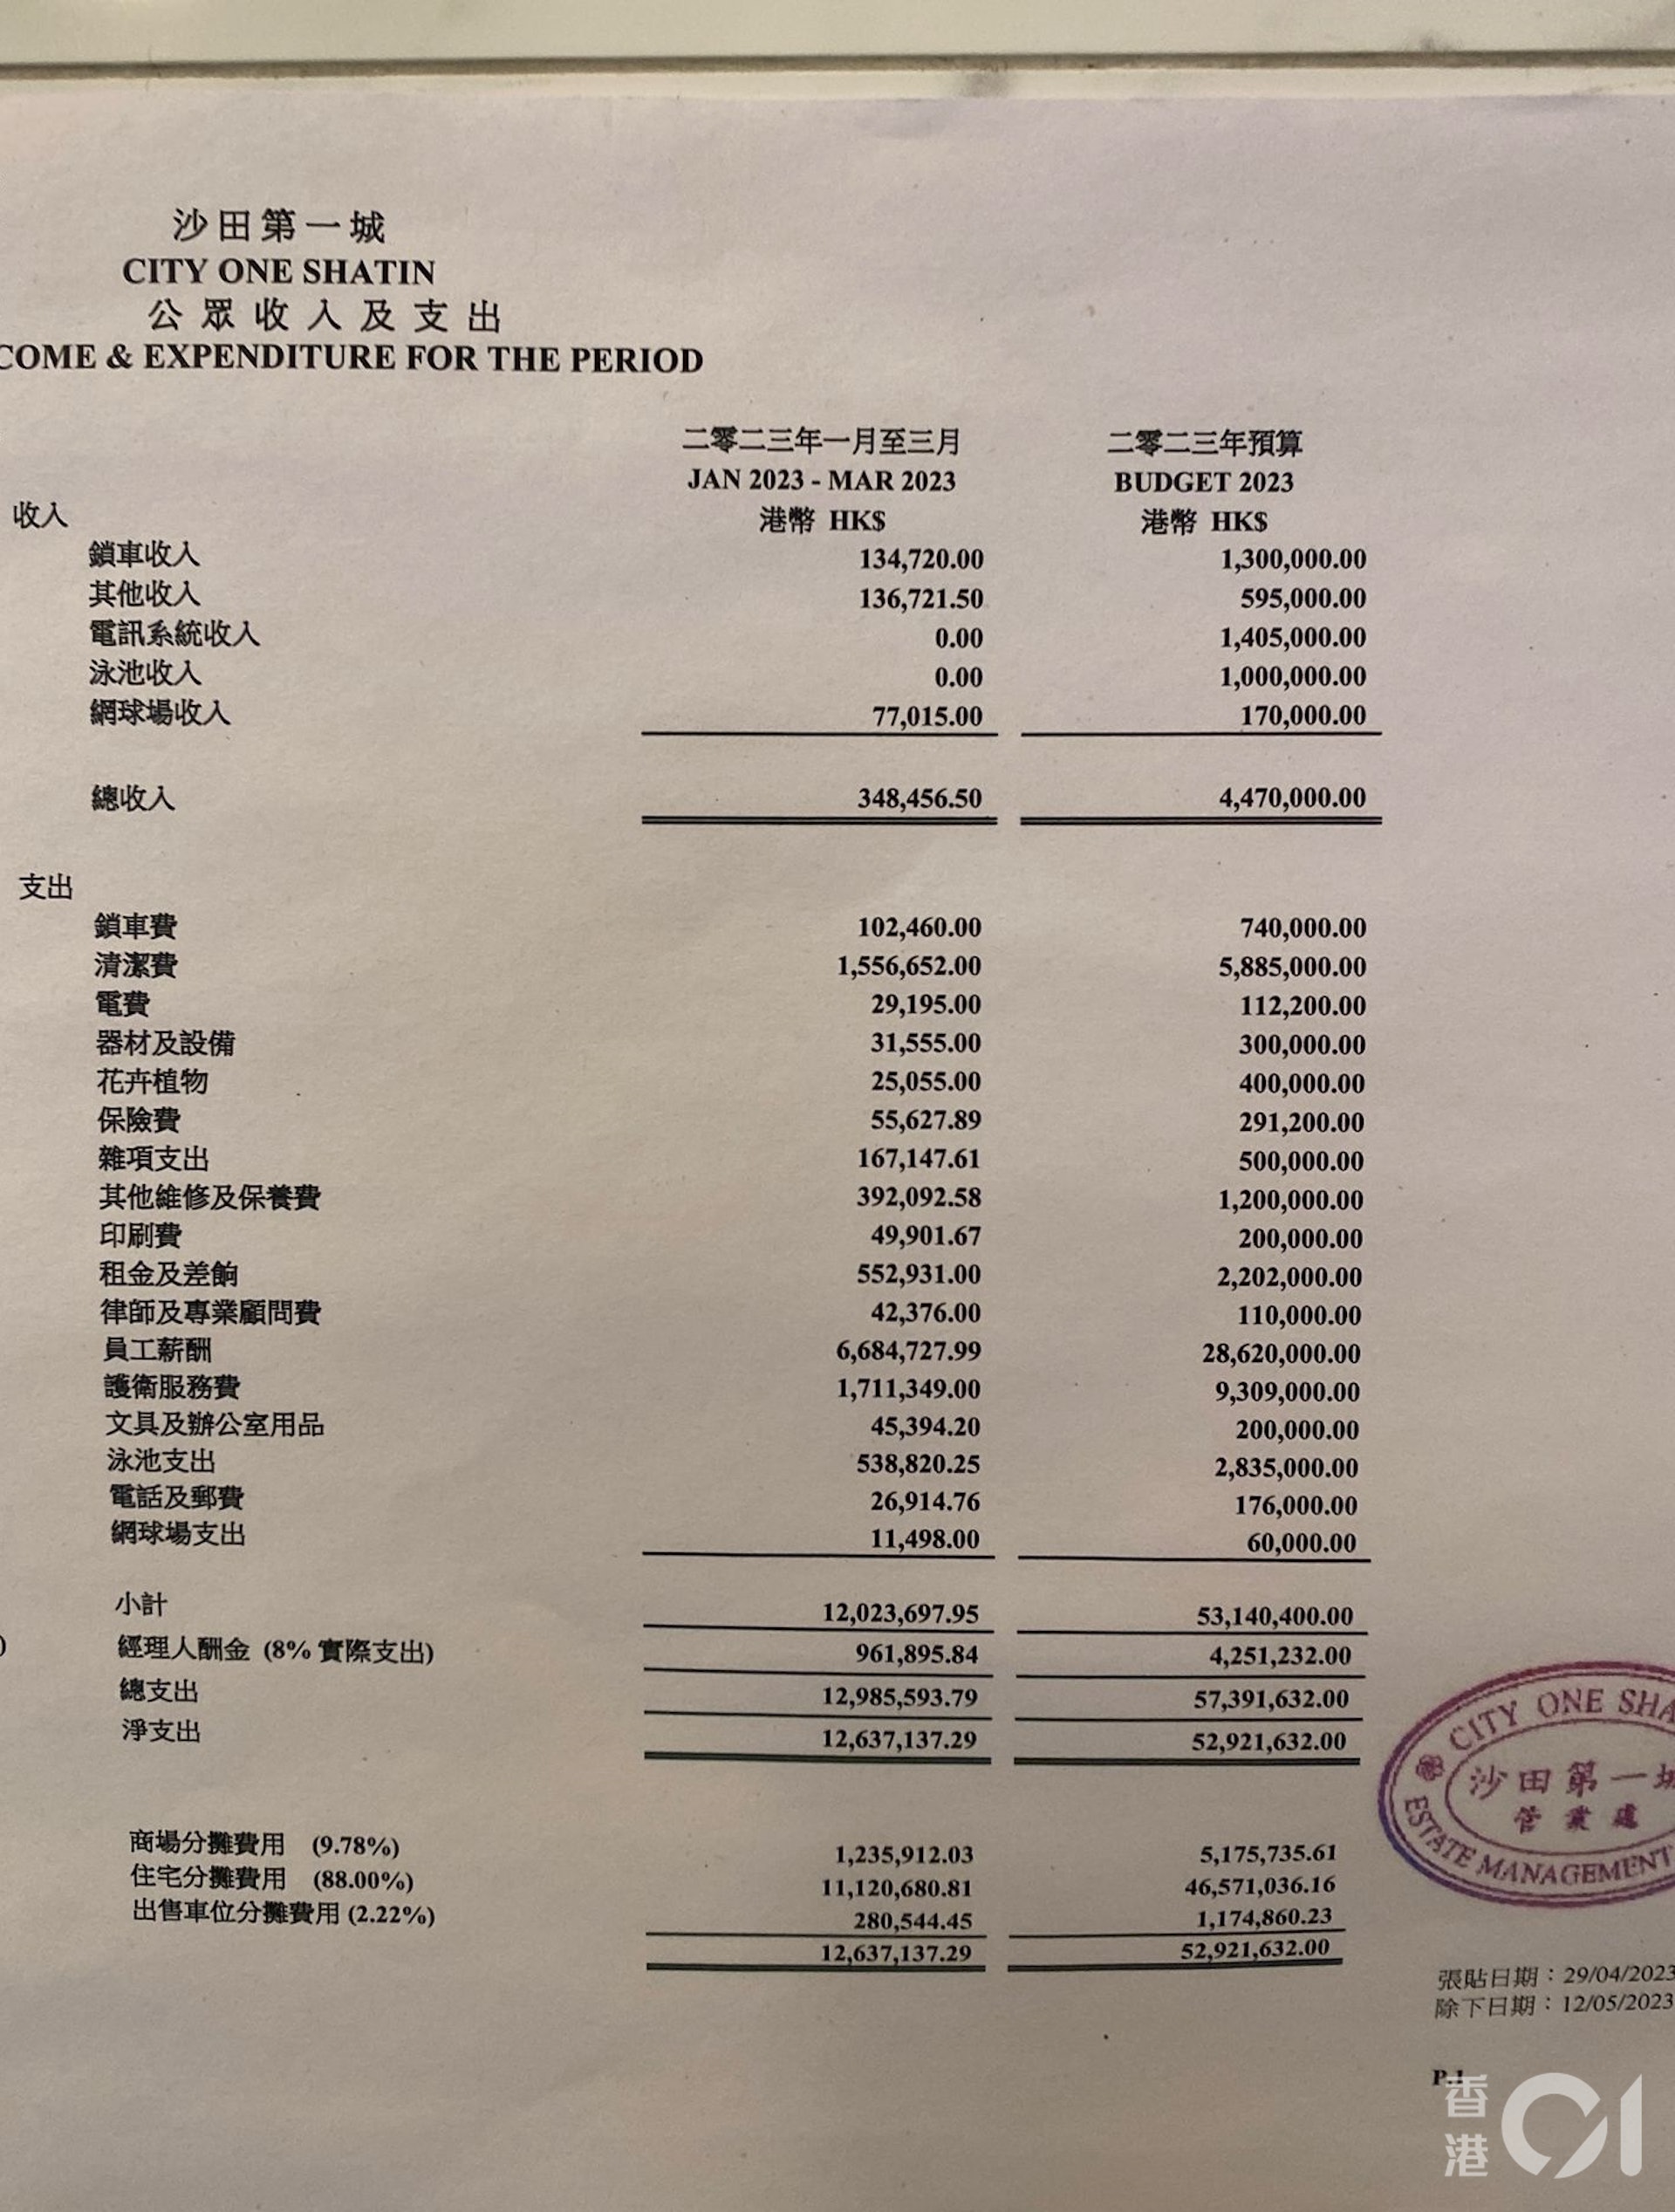 沙田第一城
CITY ONE SHATIN
公眾收入及支出
COME & EXPENDITURE FOR THE PERIOD
二零二三年一月至三月 二零二三年預算
JAN 2023 - MAR 2023 BUDGET 2023
收入 港幣 HK$ 港幣 HK$
鎖車收入 134,720.00 1,300,000.00
其他收入 136,721.50 595,000.00
電訊系統收入 0.00 1,405,000.00
泳池收入 0.00 1,000,000.00
網球場收入 77,015.00 170,000.00
總收入 348,456.50 4,470,000.00
支出
鎖車費 102,460.00 740,000.00
清潔費 1,556,652.00 5,885,000.00
電費 29,195.00 112,200.00
器材及設備 31,555.00 300,000.00
花卉植物 25,055.00 400,000.00
保險費 55,627.89 291,200.00
雜項支出 167,147.61 500,000.00
其他維修及保養費 392,092.58 1,200,000.00
印刷費 49,901.67 200,000.00
租金及差餉 552,931.00 2,202,000.00
律師及專業顧問費 42,376.00 110,000.00
員工薪酬 6,684,727.99 28,620,000.00
護衛服務費 1,711,349.00 9,309,000.00
文具及辦公室用品 45,394.20 200,000.00
泳池支出 538,820.25 2,835,000.00
電話及郵費 26,914.76 176,000.00
網球場支出 11,498.00 60,000.00
小計 12,023,697.95 53,140,400.00
) 經理人酬金 (8% 實際支出) 961,895.84 4,251,232.00
總支出 12,985,593.79 57,391,632.00
淨支出 12,637,137.29 52,921,632.00
商場分攤費用 (9.78%) 1,235,912.03 5,175,735.61
住宅分攤費用 (88.00%) 11,120,680.81 46,571,036.16
出售車位分攤費用 (2.22%) 280,544.45 1,174,860.23
12,637,137.29 52,921,632.00
CITY ONE SHA
沙田第一城
管業處
ESTATE MANAGEMENT
張貼日期：29/04/2023
除下日期：12/05/2023
P.1
香港01